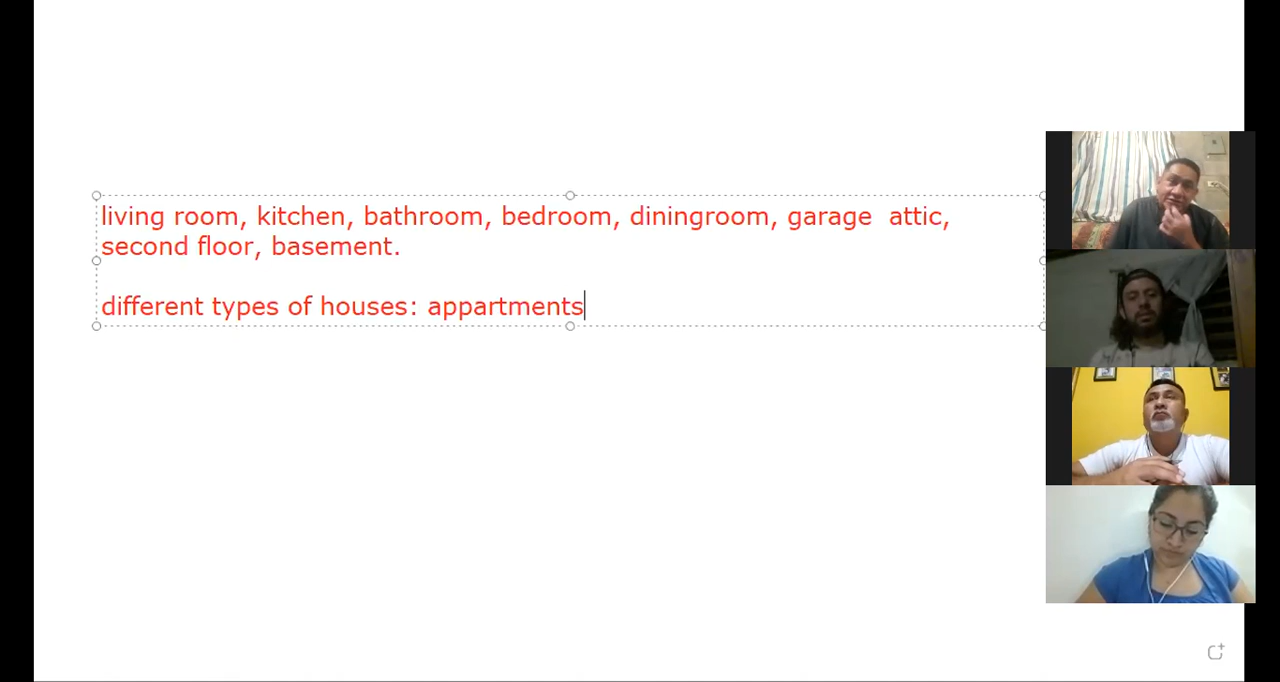 living room, kitchen, bathroom, bedroom, diningroom, garage  attic,
second floor, basement.
different types of houses: appartments